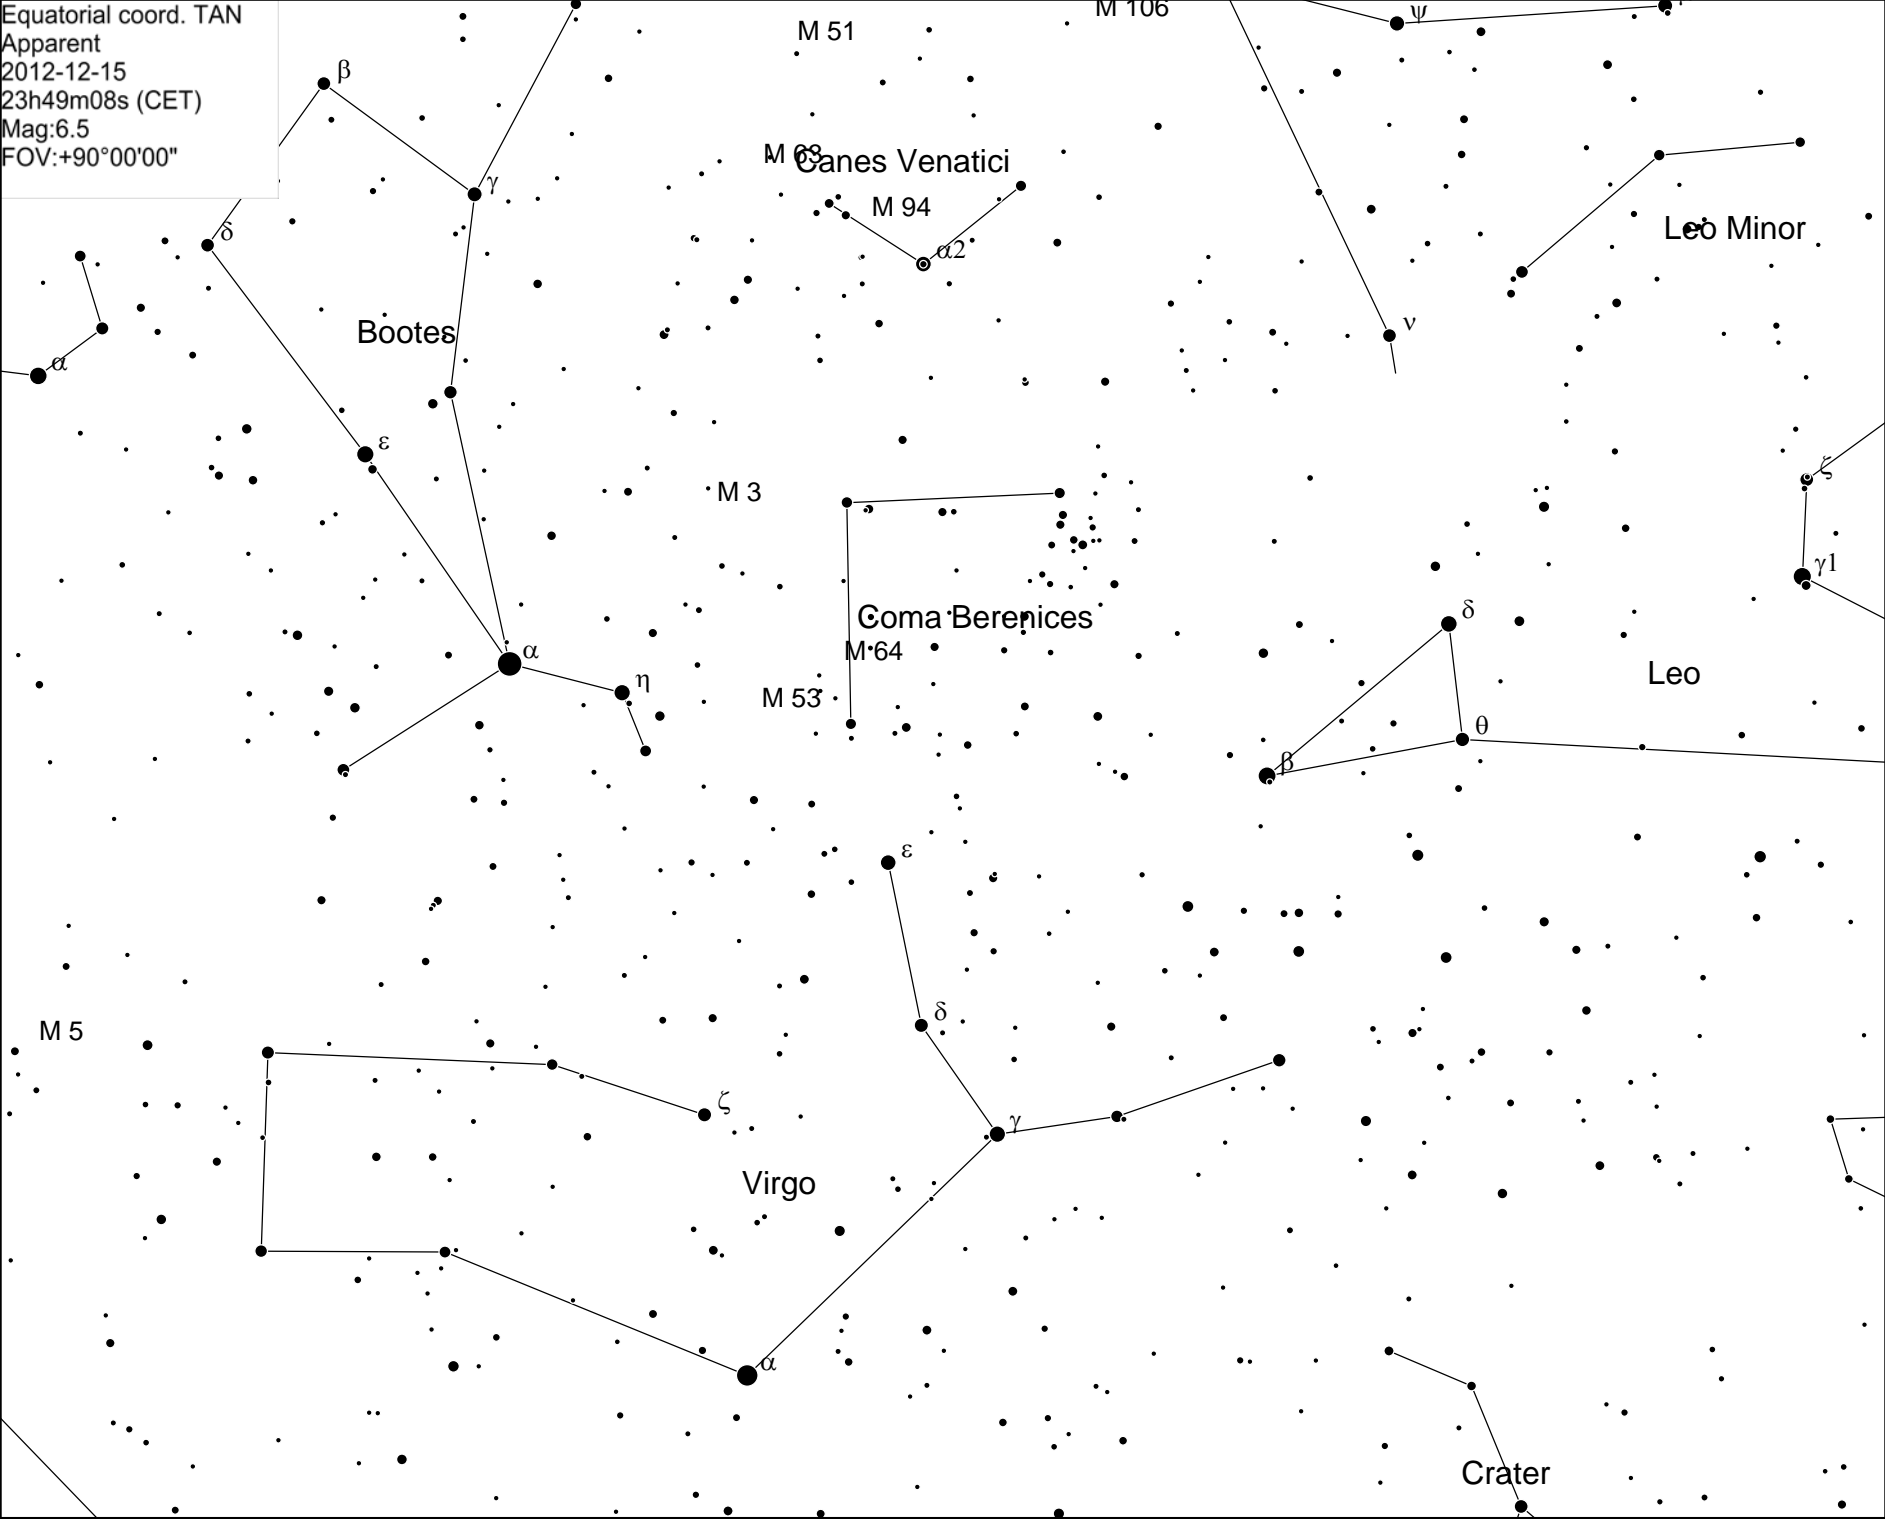 Equatorial coord. TAN
Apparent
2012-12-15
23h49m08s (CET)
Mag:6.5
FOV:+90°00'00"
M 51
M 106
ψ
β
M 63
Canes Venatici
γ
M 94
δ
α2
Leo Minor
Bootes
ν
α
ε
ζ
M 3
γ1
δ
Coma Berenices
α
M 64
Leo
η
M 53
θ
β
ε
δ
M 5
ζ
γ
Virgo
α
Crater